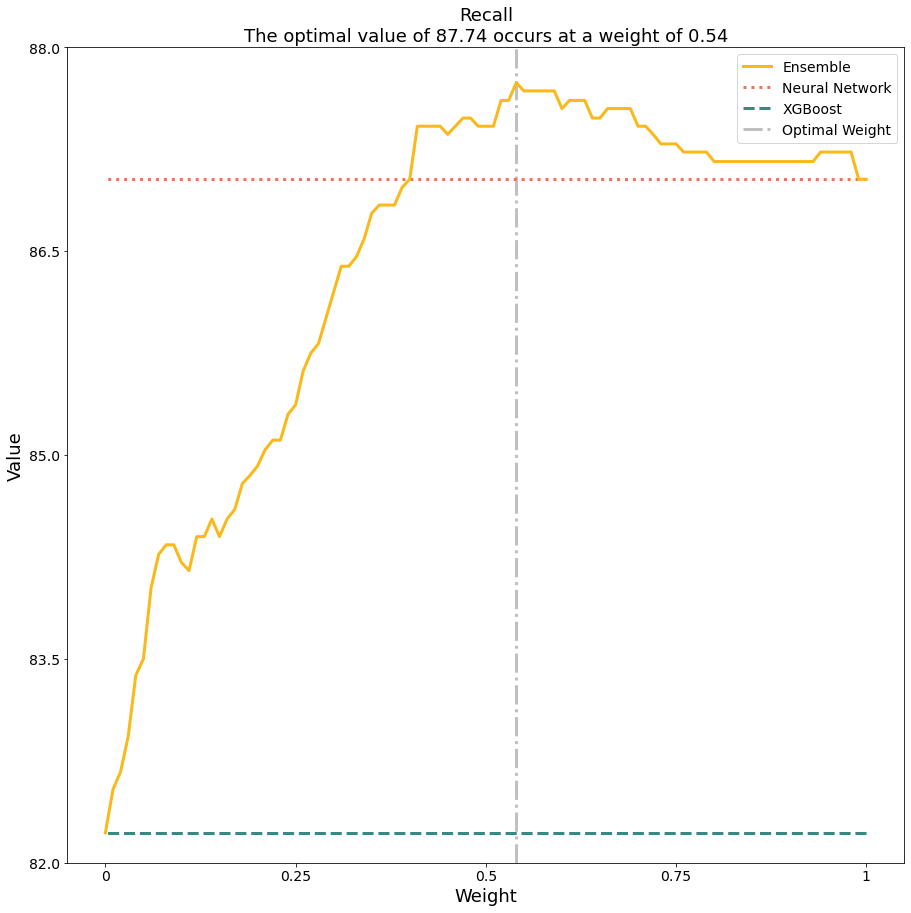 Recall
The optimal value of 87.74 occurs at a weight of 0.54
88.0
Ensemble
Neural Network
XGBoost
Optimal Weight
86.5
85.0
Value
83.5
82.0
0 0.25 0.5 0.75 1
Weight